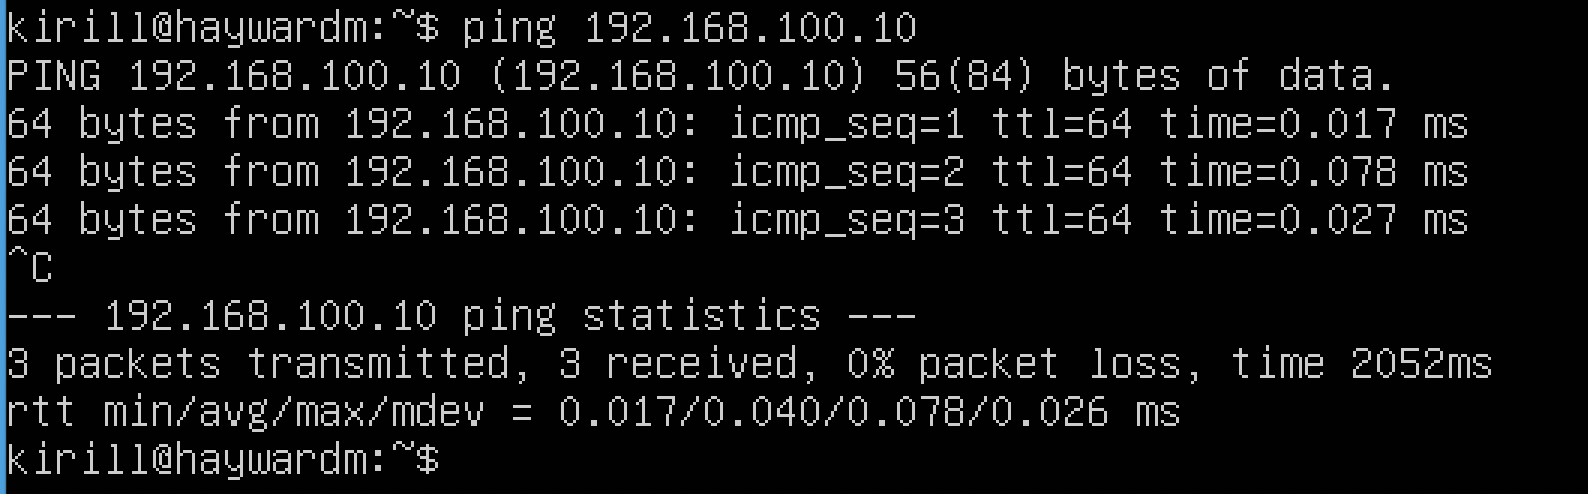 kirill@haywardm:~$ ping 192.168.100.10
PING 192.168.100.10 (192.168.100.10) 56(84) bytes of data.
64 bytes from 192.168.100.10: icmp_seq=1 ttl=64 time=0.017 ms
64 bytes from 192.168.100.10: icmp_seq=2 ttl=64 time=0.078 ms
64 bytes from 192.168.100.10: icmp_seq=3 ttl=64 time=0.027 ms
^C
--- 192.168.100.10 ping statistics ---
3 packets transmitted, 3 received, 0% packet loss, time 2052ms
rtt min/avg/max/mdev = 0.017/0.040/0.078/0.026 ms
kirill@haywardm:~$